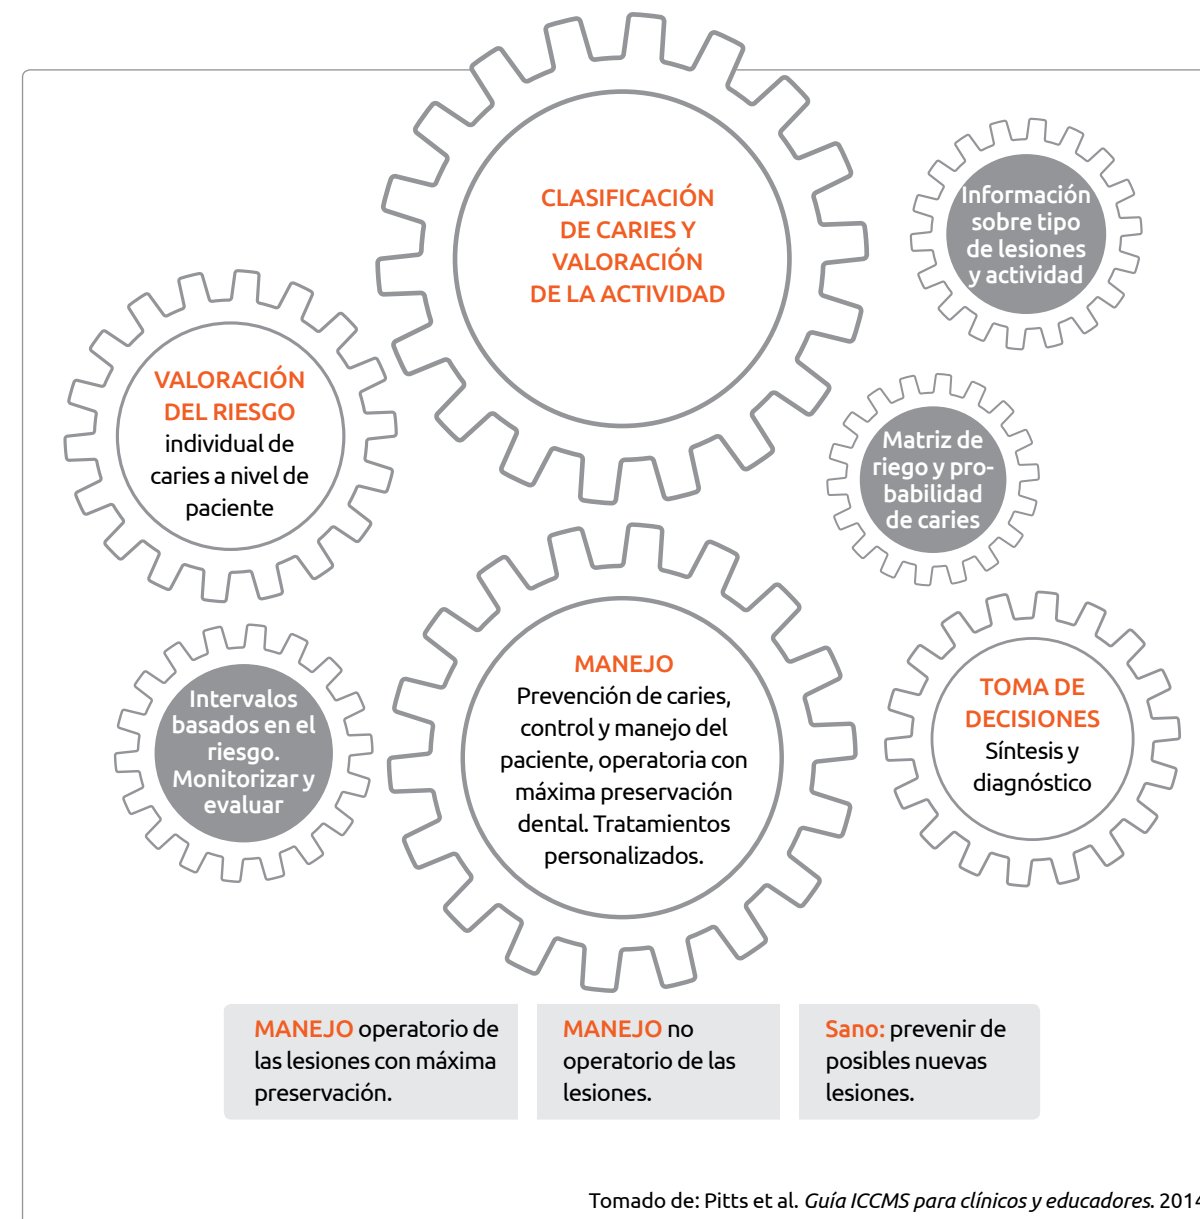 CLASIFICACIÓN
DE CARIES Y
VALORACIÓN
DE LA ACTIVIDAD
Información
sobre tipo
de lesiones
y actividad
VALORACIÓN
DEL RIESGO
individual de
caries a nivel de
paciente
Matriz de
riego y pro-
babilidad
de caries
MANEJO
Prevención de caries,
control y manejo del
paciente, operatoria con
máxima preservación
dental. Tratamientos
personalizados.
TOMA DE
DECISIONES
Síntesis y
diagnóstico
Intervalos
basados en el
riesgo.
Monitorizar y
evaluar
MANEJO operatorio de
las lesiones con máxima
preservación.
MANEJO no
operatorio de las
lesiones.
Sano: prevenir de
posibles nuevas
lesiones.
Tomado de: Pitts et al. Guía ICCMS para clínicos y educadores. 2014